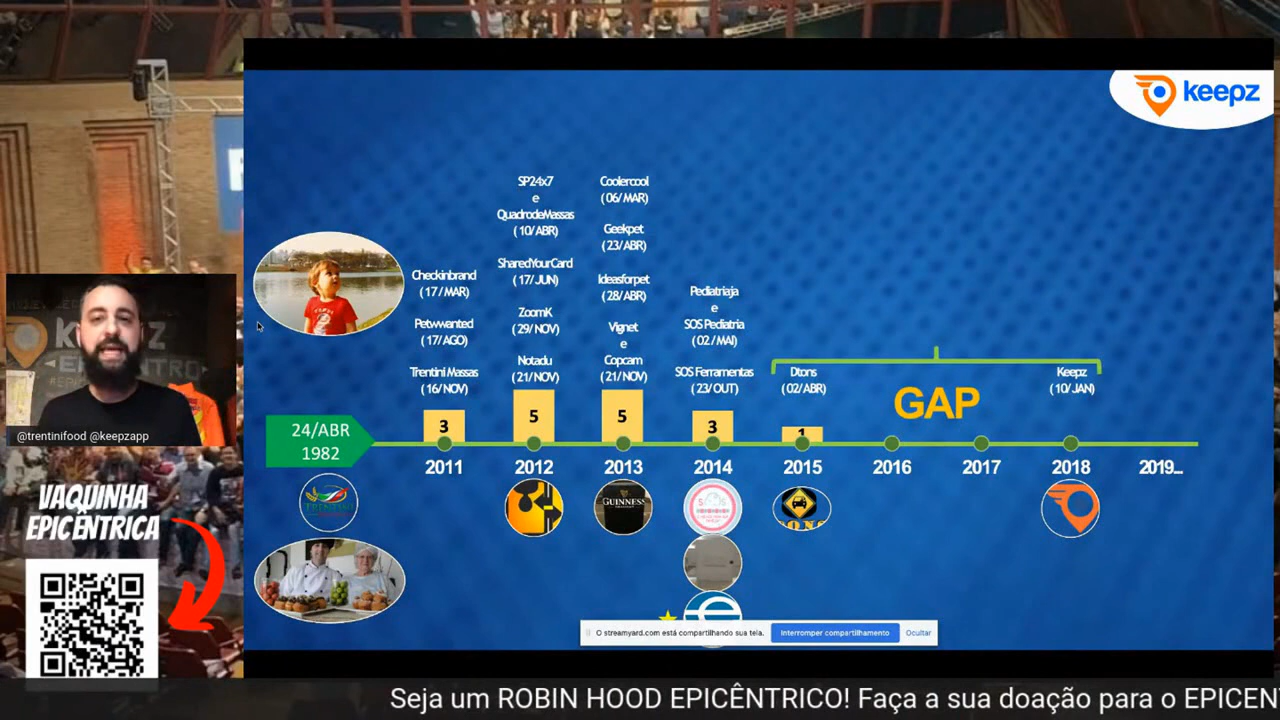 keepz
SP24x7
e
QuadrodeMassas
( 10/ ABR)
SharedYourCard
( 17/ JUN)
ZoomK
( 29/ NOV)
Notadu
( 21/ NOV)
Coolercool
( 06/ MAR)
Geekpet
( 23/ ABR)
Ideasforpet
( 28/ ABR)
Vignet
e
Copcam
( 21/ NOV)
Checkinbrand
( 17 / MAR)
Petwwanted
( 17/ AGO)
Trentini Massas
( 16/ NOV)
Pediatriaja
e
SOS Pediatria
( 02 / MAI)
SOS Ferramentas
( 23/ OUT)
Dtons
( 02/ ABR)
GAP
Keepz
( 10/ JAN)
3
5
5
3
1
24/ABR
1982
2011
2012
2013
2014
2015
2016
2017
2018
2019...
GUINNESS
KEEPZ
@trentinifood @keepzapp
VAQUINHA
EPICÊNTRICA
O streamyard.com está compartilhando sua tela.
Interromper compartilhamento
Ocultar
Seja um ROBIN HOOD EPICÊNTRICO! Faça a sua doação para o EPICEN